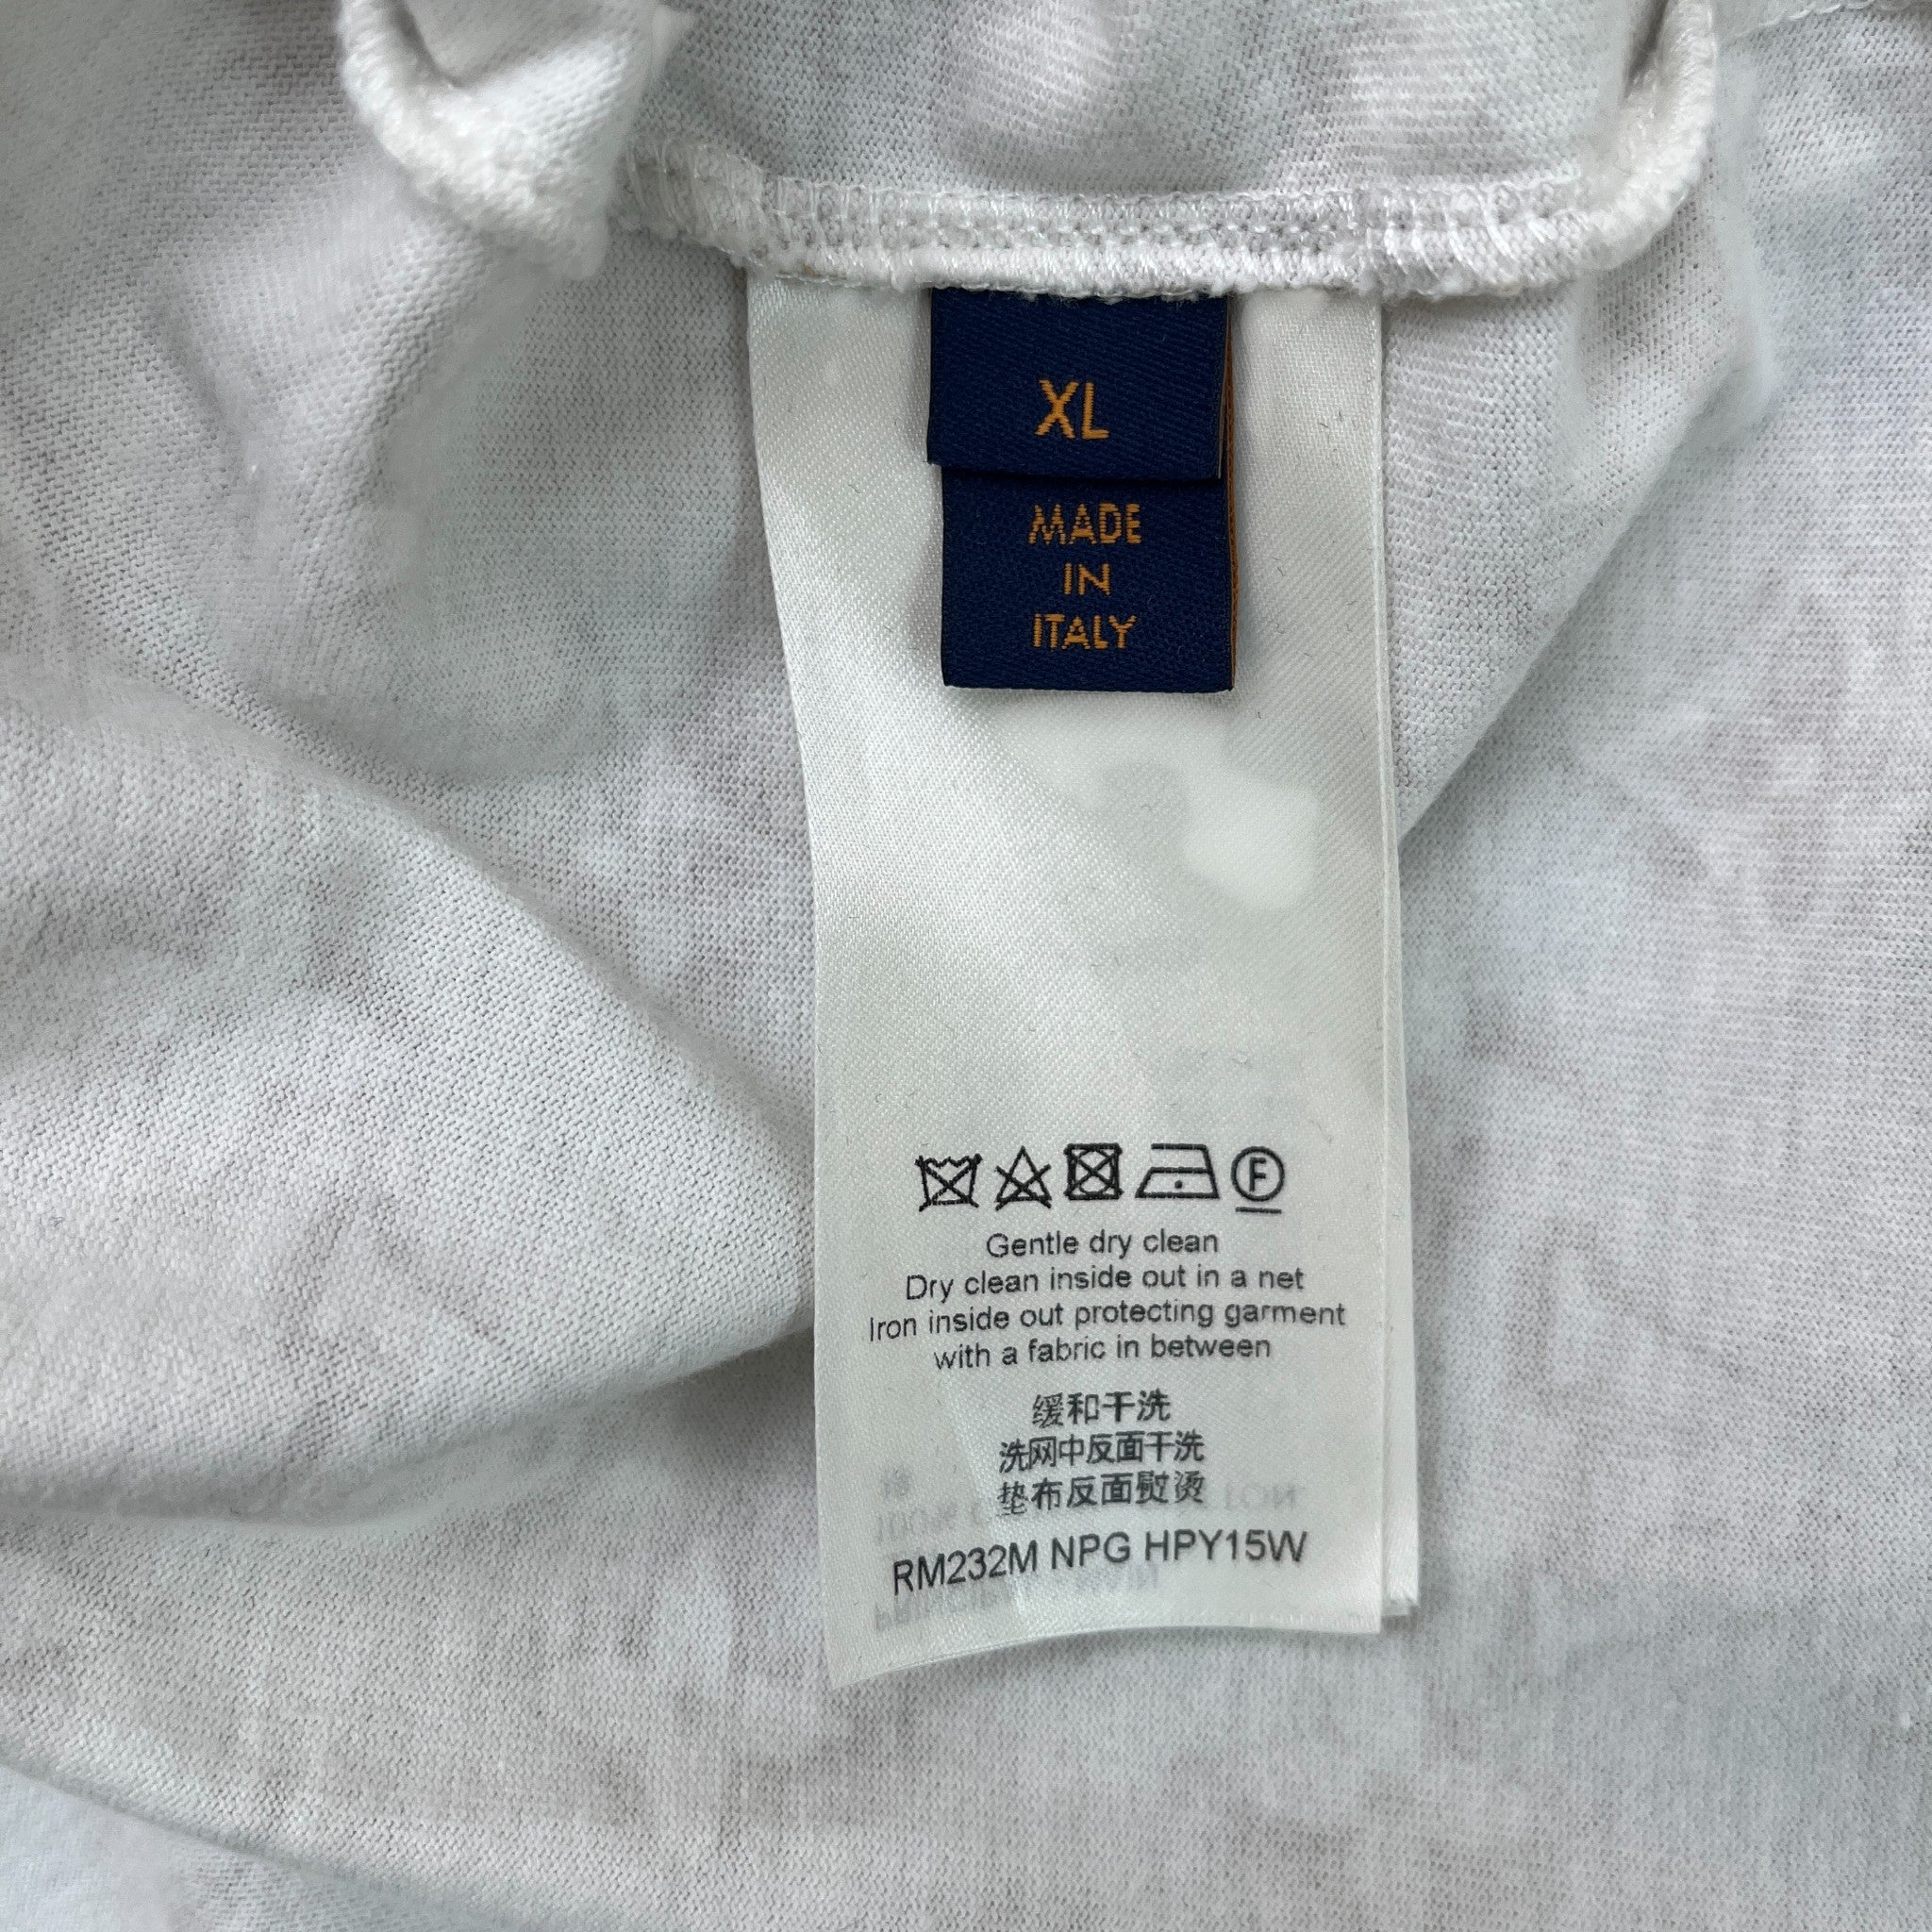 XL
MADE
IN
ITALY
F
Gentle dry clean
Dry clean inside out in a net
Iron inside out protecting garment
with a fabric in between
缓和干洗
洗网中反面干洗
垫布反面熨烫
RM232M NPG HPY15W